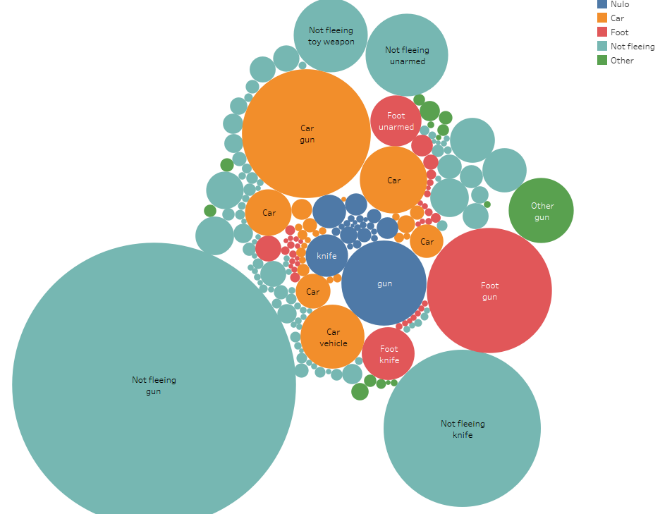 Nulo
Car
Foot
Not fleeing
Other
Not fleeing
toy weapon
Not fleeing
unarmed
Foot
unarmed
Car
gun
Car
Car
Other
gun
Car
knife
gun
Foot
gun
Car
Car
vehicle
Foot
knife
Not fleeing
gun
Not fleeing
knife